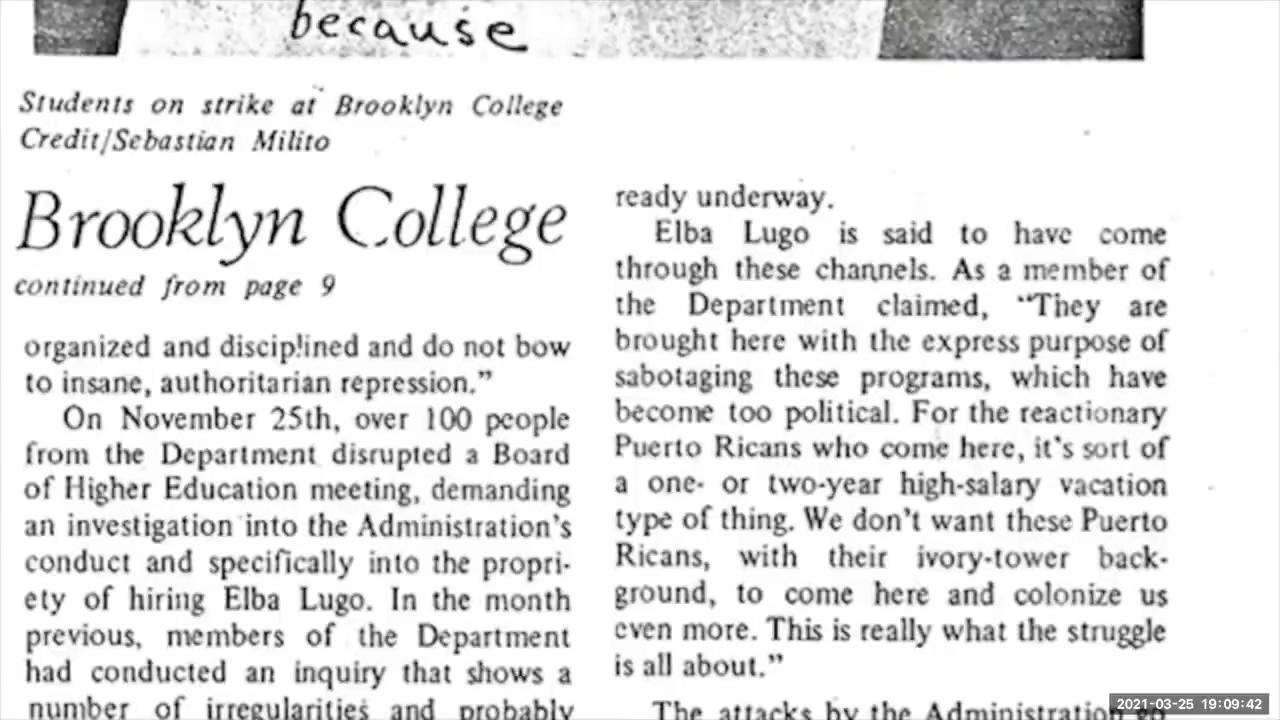 because
Students on strike at Brooklyn College
Credit/Sebastian Milito
Brooklyn College
continued from page 9
organized and disciplined and do not bow
to insane, authoritarian repression.”
On November 25th, over 100 people
from the Department disrupted a Board
of Higher Education meeting, demanding
an investigation into the Administration’s
conduct and specifically into the propri-
ety of hiring Elba Lugo. In the month
previous, members of the Department
had conducted an inquiry that shows a
number of irregularities and probably
ready underway.
Elba Lugo is said to have come
through these channels. As a member of
the Department claimed, “They are
brought here with the express purpose of
sabotaging these programs, which have
become too political. For the reactionary
Puerto Ricans who come here, it’s sort of
a one- or two-year high-salary vacation
type of thing. We don’t want these Puerto
Ricans, with their ivory-tower back-
ground, to come here and colonize us
even more. This is really what the struggle
is all about.”
The attacks by the Administration go
2021-03-25 19:09:42